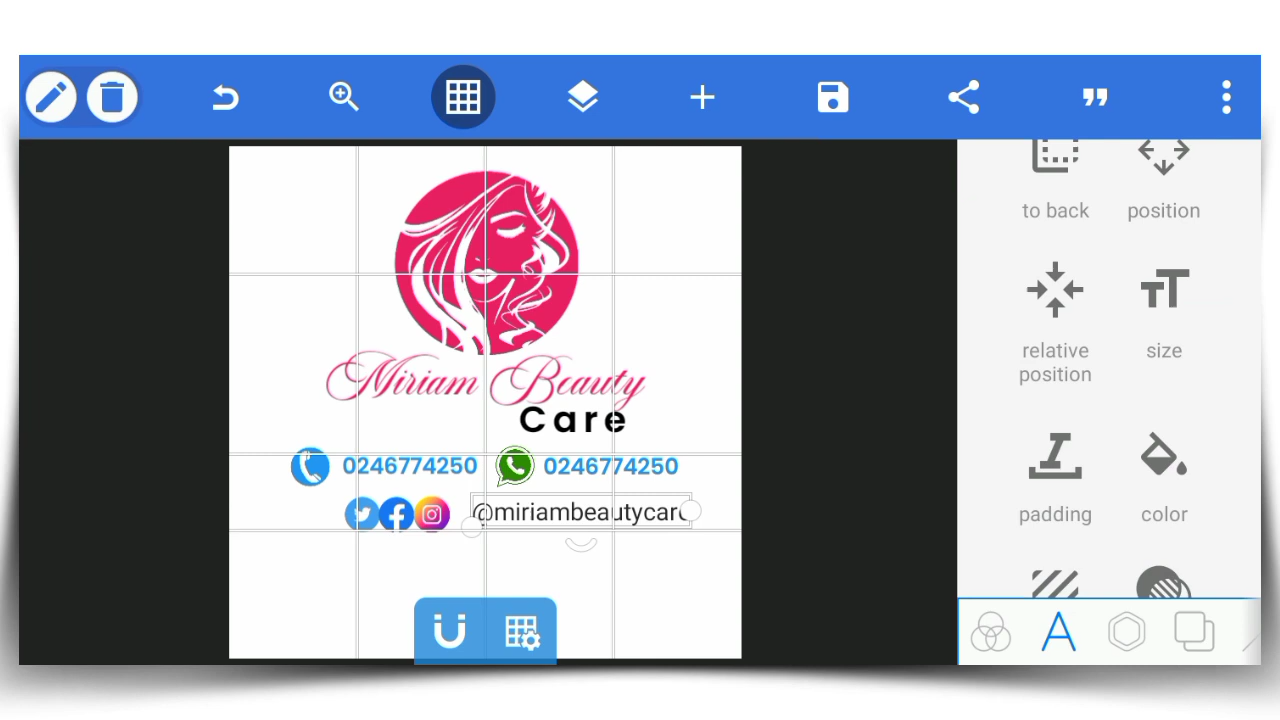 to back
position
Miriam Beauty
Care
relative
position
size
0246774250
0246774250
@miriambeautycare
padding
color
A